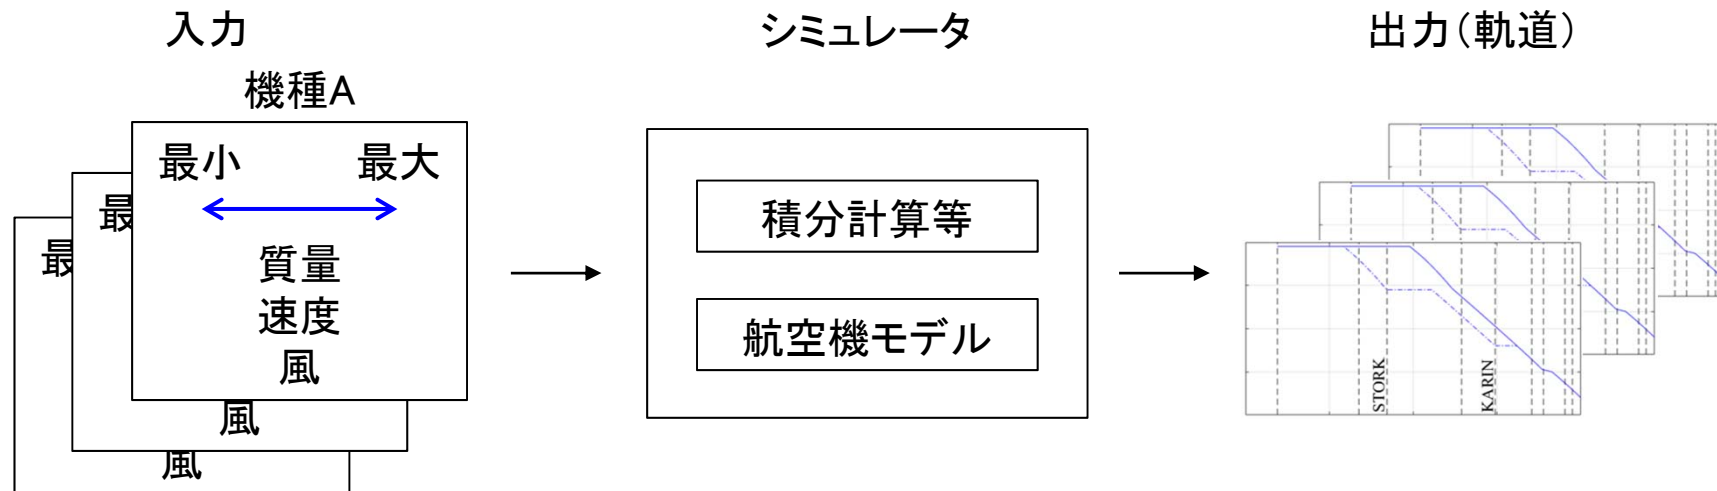 入力
シミュレータ
出力（軌道）
機種A
最小 最大
質量
速度
風
最
風
最
風
積分計算等
航空機モデル
STORK
KARIN